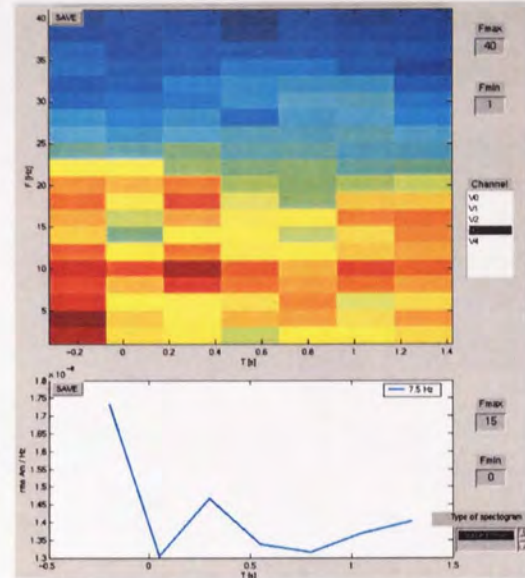 SAVE
Fmax
40
Fmin
1
Channel
V0
V1
V2
V4
F [Hz]
40
35
30
25
20
15
10
5
-0.2
0
0.2
0.4
0.6
0.8
1
1.2
1.4
T [s]
× 10⁻⁸
SAVE
7.5 Hz
Fmax
15
Fmin
0
Type of spectogram
rms Am / Hz
1.8
1.75
1.7
1.65
1.6
1.55
1.5
1.45
1.4
1.35
1.3
-0.5
0
0.5
1
1.5
T [s]